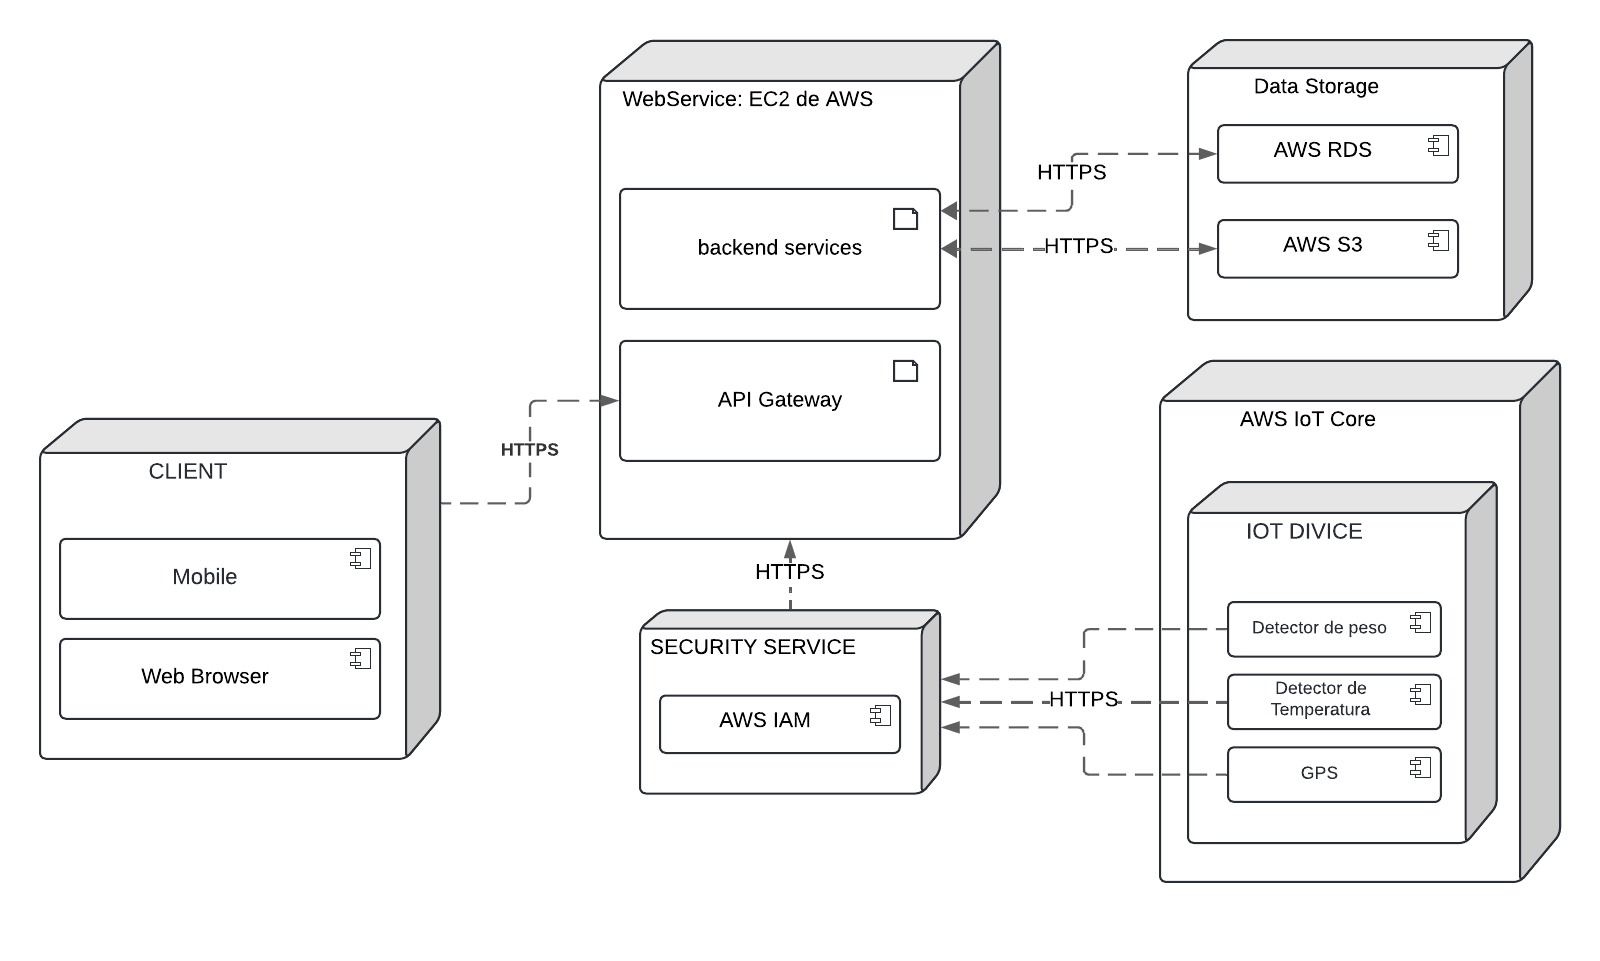 WebService: EC2 de AWS
backend services
API Gateway
Data Storage
AWS RDS
AWS S3
HTTPS
HTTPS
CLIENT
Mobile
Web Browser
HTTPS
HTTPS
SECURITY SERVICE
AWS IAM
HTTPS
AWS IoT Core
IOT DIVICE
Detector de peso
Detector de
Temperatura
GPS